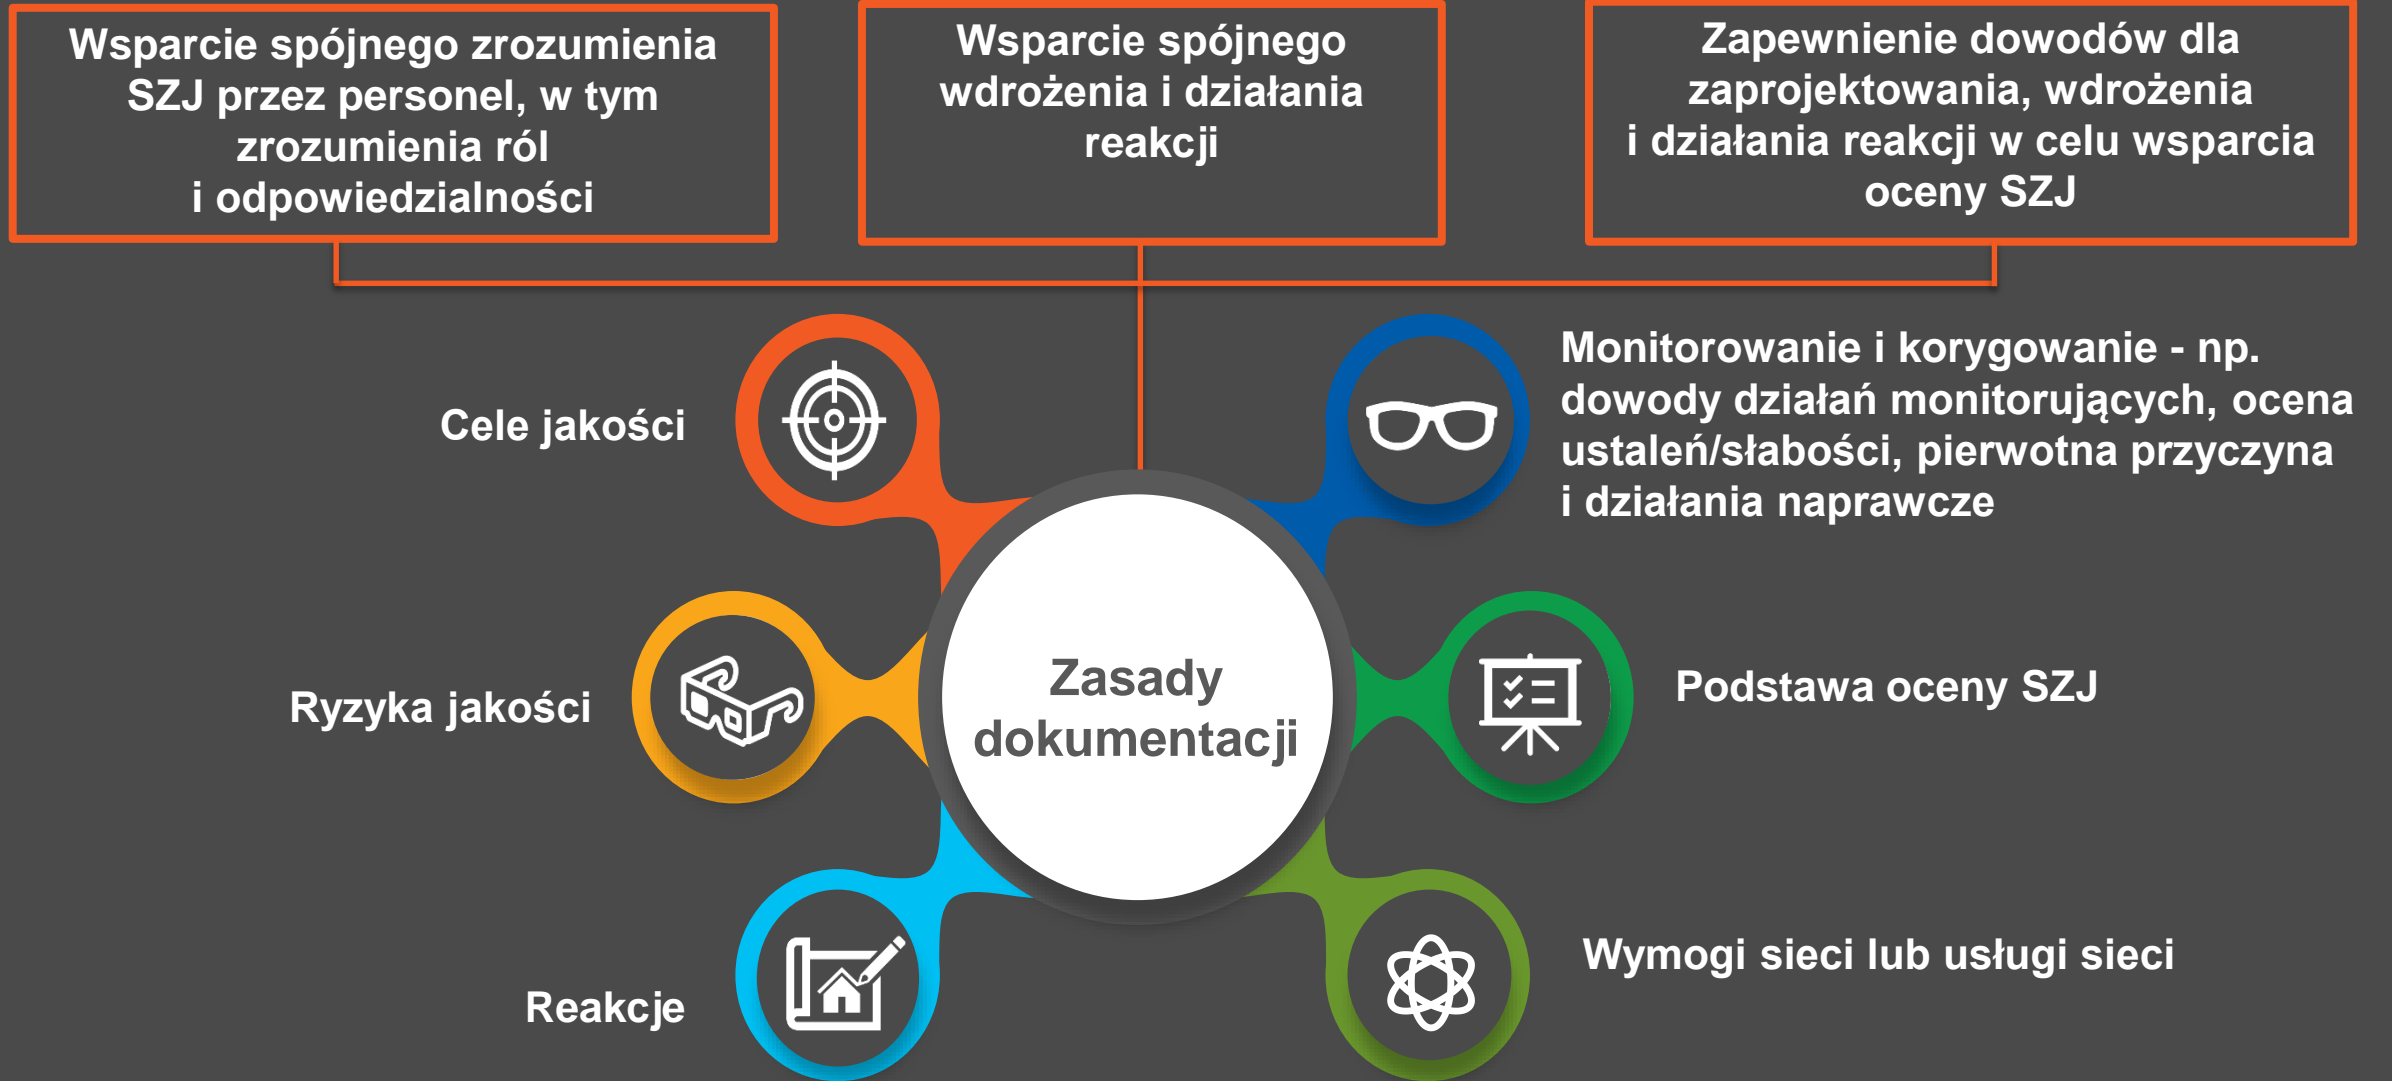 Wsparcie spójnego zrozumienia
SZJ przez personel, w tym
zrozumienia ról
i odpowiedzialności
Wsparcie spójnego
wdrożenia i działania
reakcji
Zapewnienie dowodów dla
zaprojektowania, wdrożenia
i działania reakcji w celu wsparcia
oceny SZJ
Cele jakości
Monitorowanie i korygowanie - np.
dowody działań monitorujących, ocena
ustaleń/słabości, pierwotna przyczyna
i działania naprawcze
Ryzyka jakości
Zasady
dokumentacji
Podstawa oceny SZJ
Reakcje
Wymogi sieci lub usługi sieci